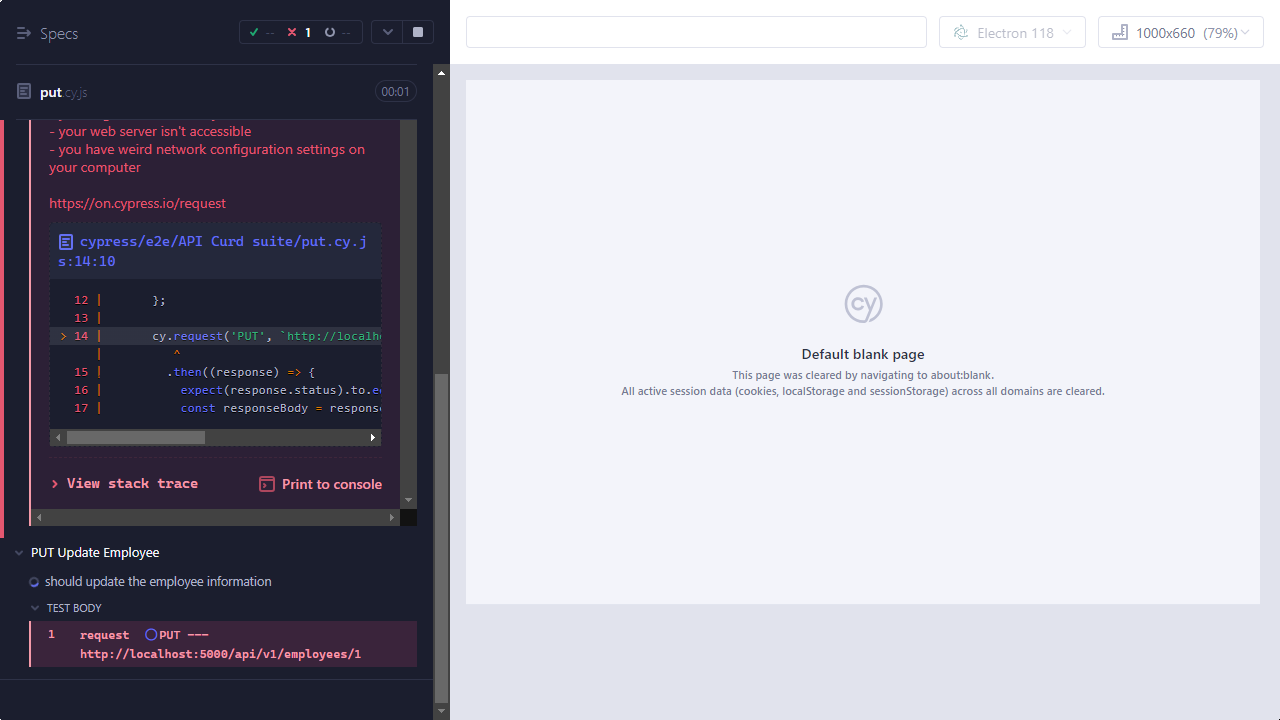 Specs
-- 1 --
Electron 118
1000x660 (79%)
put.cy.js
00:01
- your web server isn't accessible
- you have weird network configuration settings on
your computer
https://on.cypress.io/request
cypress/e2e/API Curd suite/put.cy.j
s:14:10
12 | };
13 |
> 14 | cy.request('PUT', `http://localh
| ^
15 | .then((response) => {
16 | expect(response.status).to.e
17 | const responseBody = respons
View stack trace
Print to console
PUT Update Employee
should update the employee information
TEST BODY
1 request PUT ---
http://localhost:5000/api/v1/employees/1
cy
Default blank page
This page was cleared by navigating to about:blank.
All active session data (cookies, localStorage and sessionStorage) across all domains are cleared.